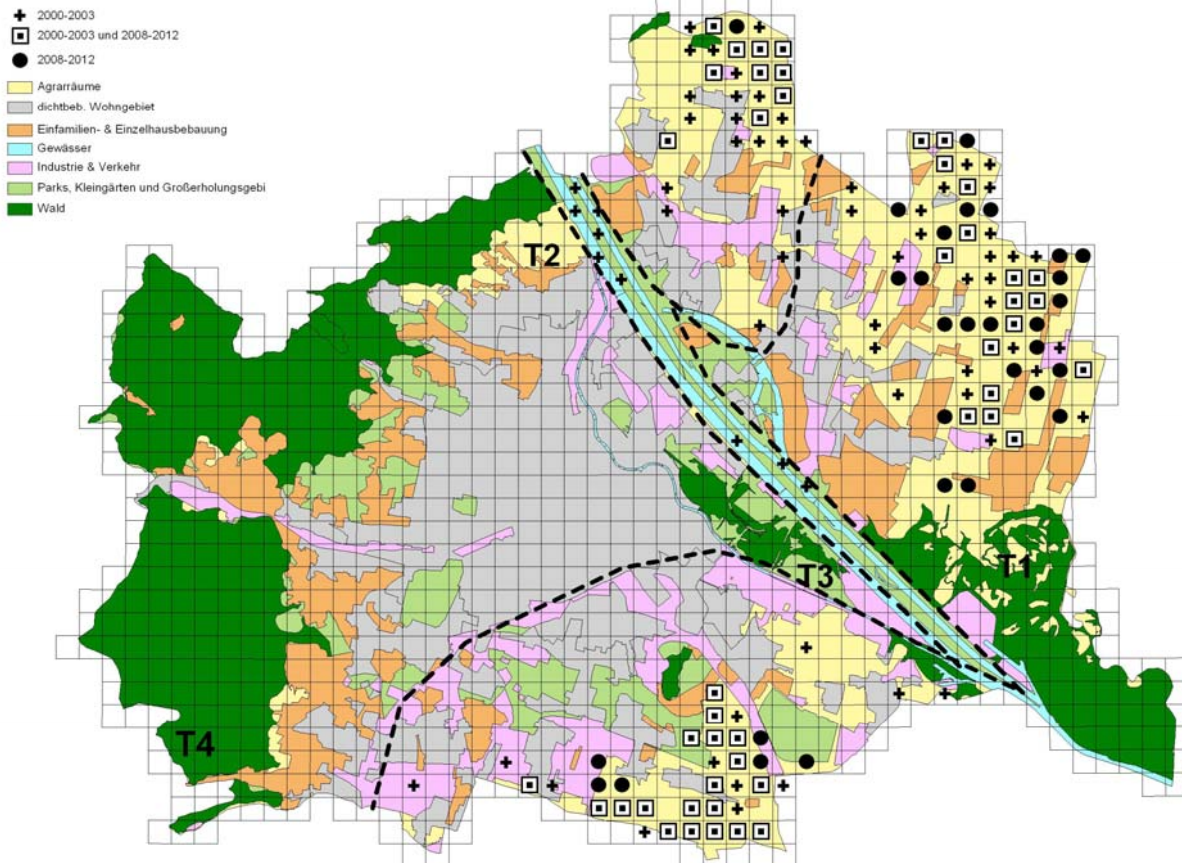 2000-2003
2000-2003 und 2008-2012
2008-2012
Agrarräume
dichtbeb. Wohngebiet
Einfamilien- & Einzelhausbebauung
Gewässer
Industrie & Verkehr
Parks, Kleingärten und Großerholungsgebi
Wald
T2
T1
T3
T4